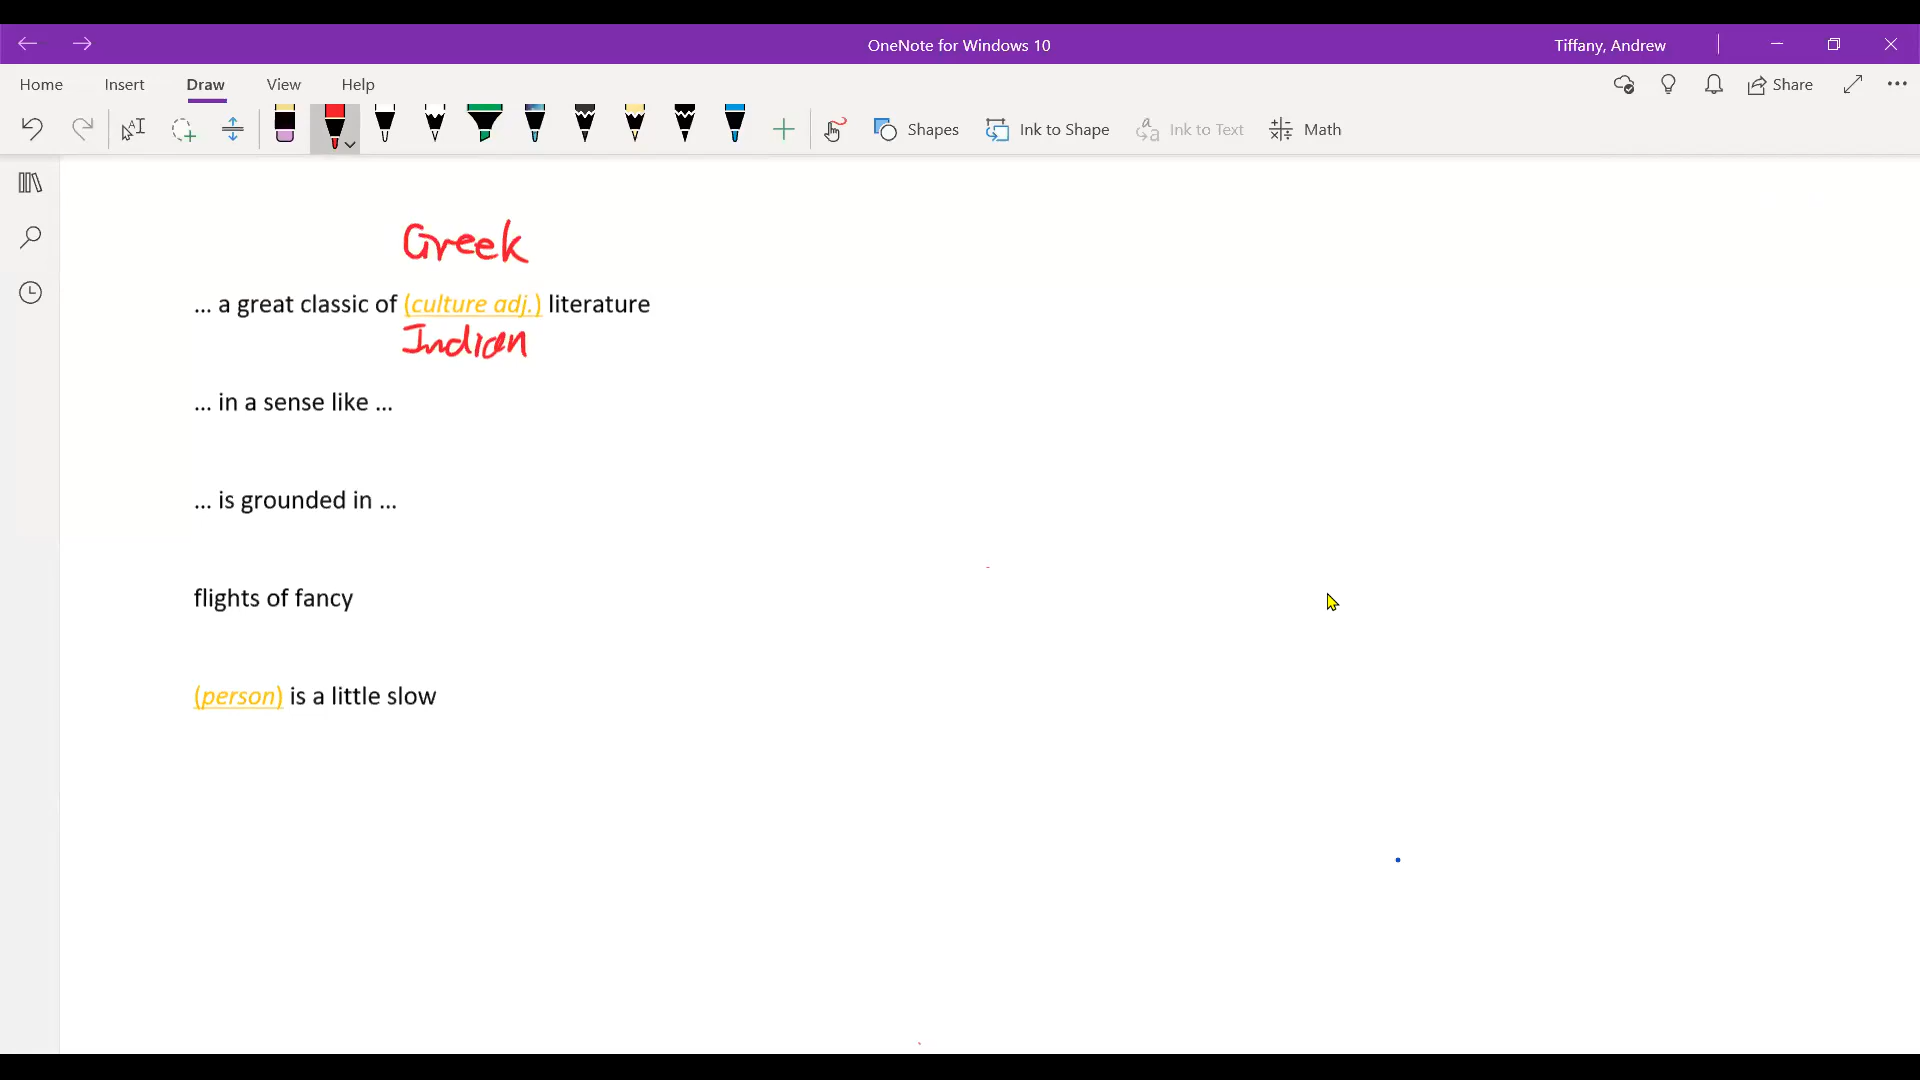 OneNote for Windows 10
Tiffany, Andrew
Home Insert Draw View Help
Share
Shapes Ink to Shape Ink to Text Math
Greek
... a great classic of (culture adj.) literature
Indian
... in a sense like ...
... is grounded in ...
flights of fancy
(person) is a little slow